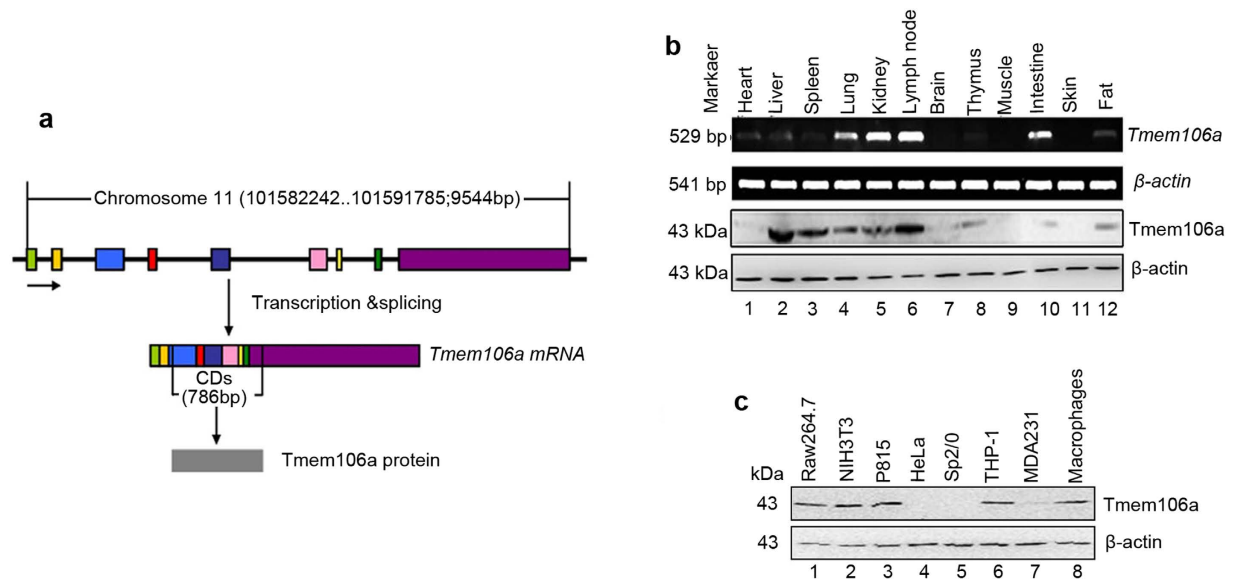 a
Chromosome 11 (101582242..101591785;9544bp)
Transcription &splicing
Tmem106a mRNA
CDs
(786bp)
Tmem106a protein
b
Markaer
Heart
Liver
Spleen
Lung
Kidney
Lymph node
Brain
Thymus
Muscle
Intestine
Skin
Fat
529 bp
Tmem106a
541 bp
β-actin
43 kDa
Tmem106a
43 kDa
β-actin
1 2 3 4 5 6 7 8 9 10 11 12
c
kDa
Raw264.7
NIH3T3
P815
HeLa
Sp2/0
THP-1
MDA231
Macrophages
43
Tmem106a
43
β-actin
1 2 3 4 5 6 7 8